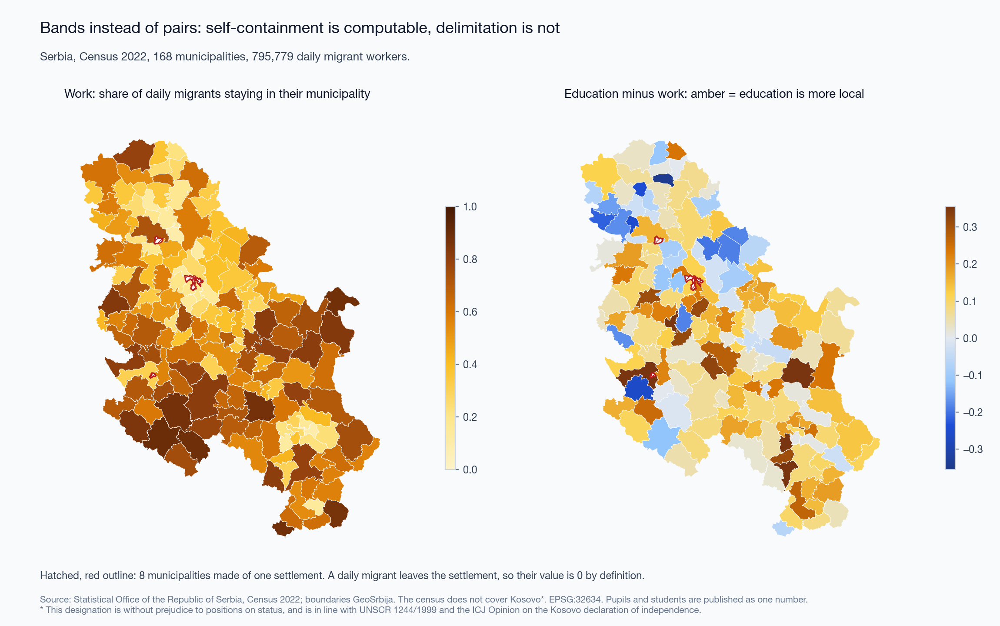 Bands instead of pairs: self-containment is computable, delimitation is not
Serbia, Census 2022, 168 municipalities, 795,779 daily migrant workers.
Work: share of daily migrants staying in their municipality
1.0
0.8
0.6
0.4
0.2
0.0
Education minus work: amber = education is more local
0.3
0.2
0.1
0.0
−0.1
−0.2
−0.3
Hatched, red outline: 8 municipalities made of one settlement. A daily migrant leaves the settlement, so their value is 0 by definition.
Source: Statistical Office of the Republic of Serbia, Census 2022; boundaries GeoSrbija. The census does not cover Kosovo*. EPSG:32634. Pupils and students are published as one number.
* This designation is without prejudice to positions on status, and is in line with UNSCR 1244/1999 and the ICJ Opinion on the Kosovo declaration of independence.